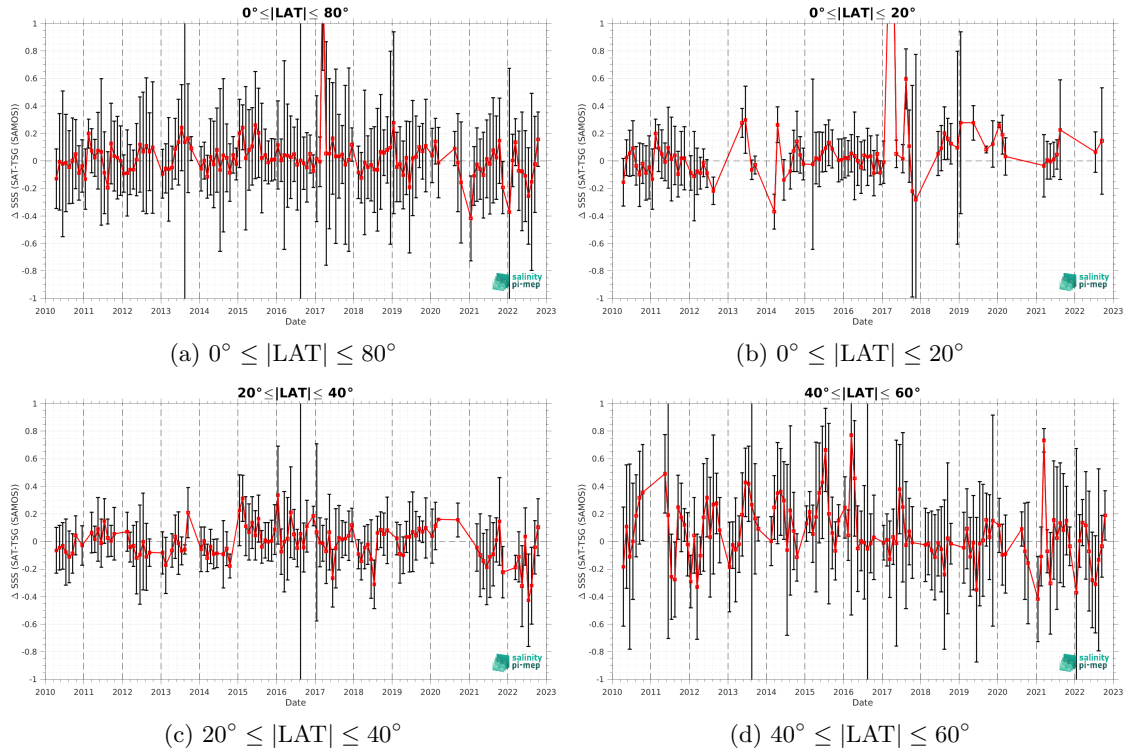 0°≤|LAT|≤ 80°
Δ SSS (SAT-TSG (SAMOS))
1
0.8
0.6
0.4
0.2
0
-0.2
-0.4
-0.6
-0.8
-1
2010 2011 2012 2013 2014 2015 2016 2017 2018 2019 2020 2021 2022 2023
Date
salinity
pi-mep
(a) 0° ≤ |LAT| ≤ 80°
0°≤|LAT|≤ 20°
Δ SSS (SAT-TSG (SAMOS))
1
0.8
0.6
0.4
0.2
0
-0.2
-0.4
-0.6
-0.8
-1
2010 2011 2012 2013 2014 2015 2016 2017 2018 2019 2020 2021 2022 2023
Date
salinity
pi-mep
(b) 0° ≤ |LAT| ≤ 20°
20°≤|LAT|≤ 40°
Δ SSS (SAT-TSG (SAMOS))
1
0.8
0.6
0.4
0.2
0
-0.2
-0.4
-0.6
-0.8
-1
2010 2011 2012 2013 2014 2015 2016 2017 2018 2019 2020 2021 2022 2023
Date
salinity
pi-mep
(c) 20° ≤ |LAT| ≤ 40°
40°≤|LAT|≤ 60°
Δ SSS (SAT-TSG (SAMOS))
1
0.8
0.6
0.4
0.2
0
-0.2
-0.4
-0.6
-0.8
-1
2010 2011 2012 2013 2014 2015 2016 2017 2018 2019 2020 2021 2022 2023
Date
salinity
pi-mep
(d) 40° ≤ |LAT| ≤ 60°